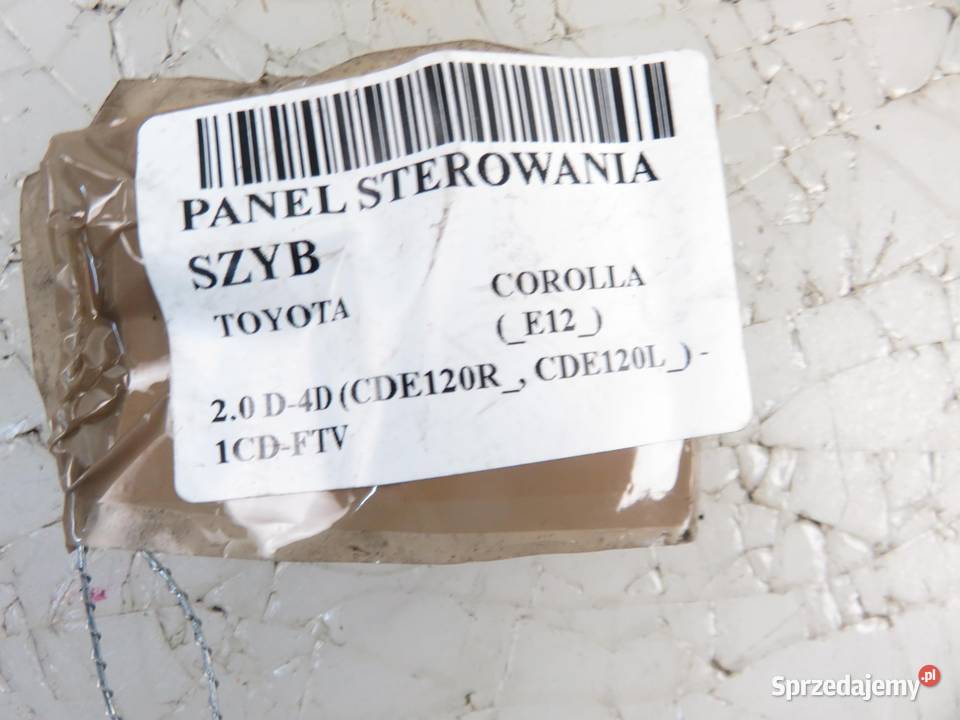 PANEL STEROWANIA
SZYB
TOYOTA COROLLA
(_E12_)
2.0 D-4D (CDE120R_, CDE120L_) -
1CD-FTV
Sprzedajemy.pl